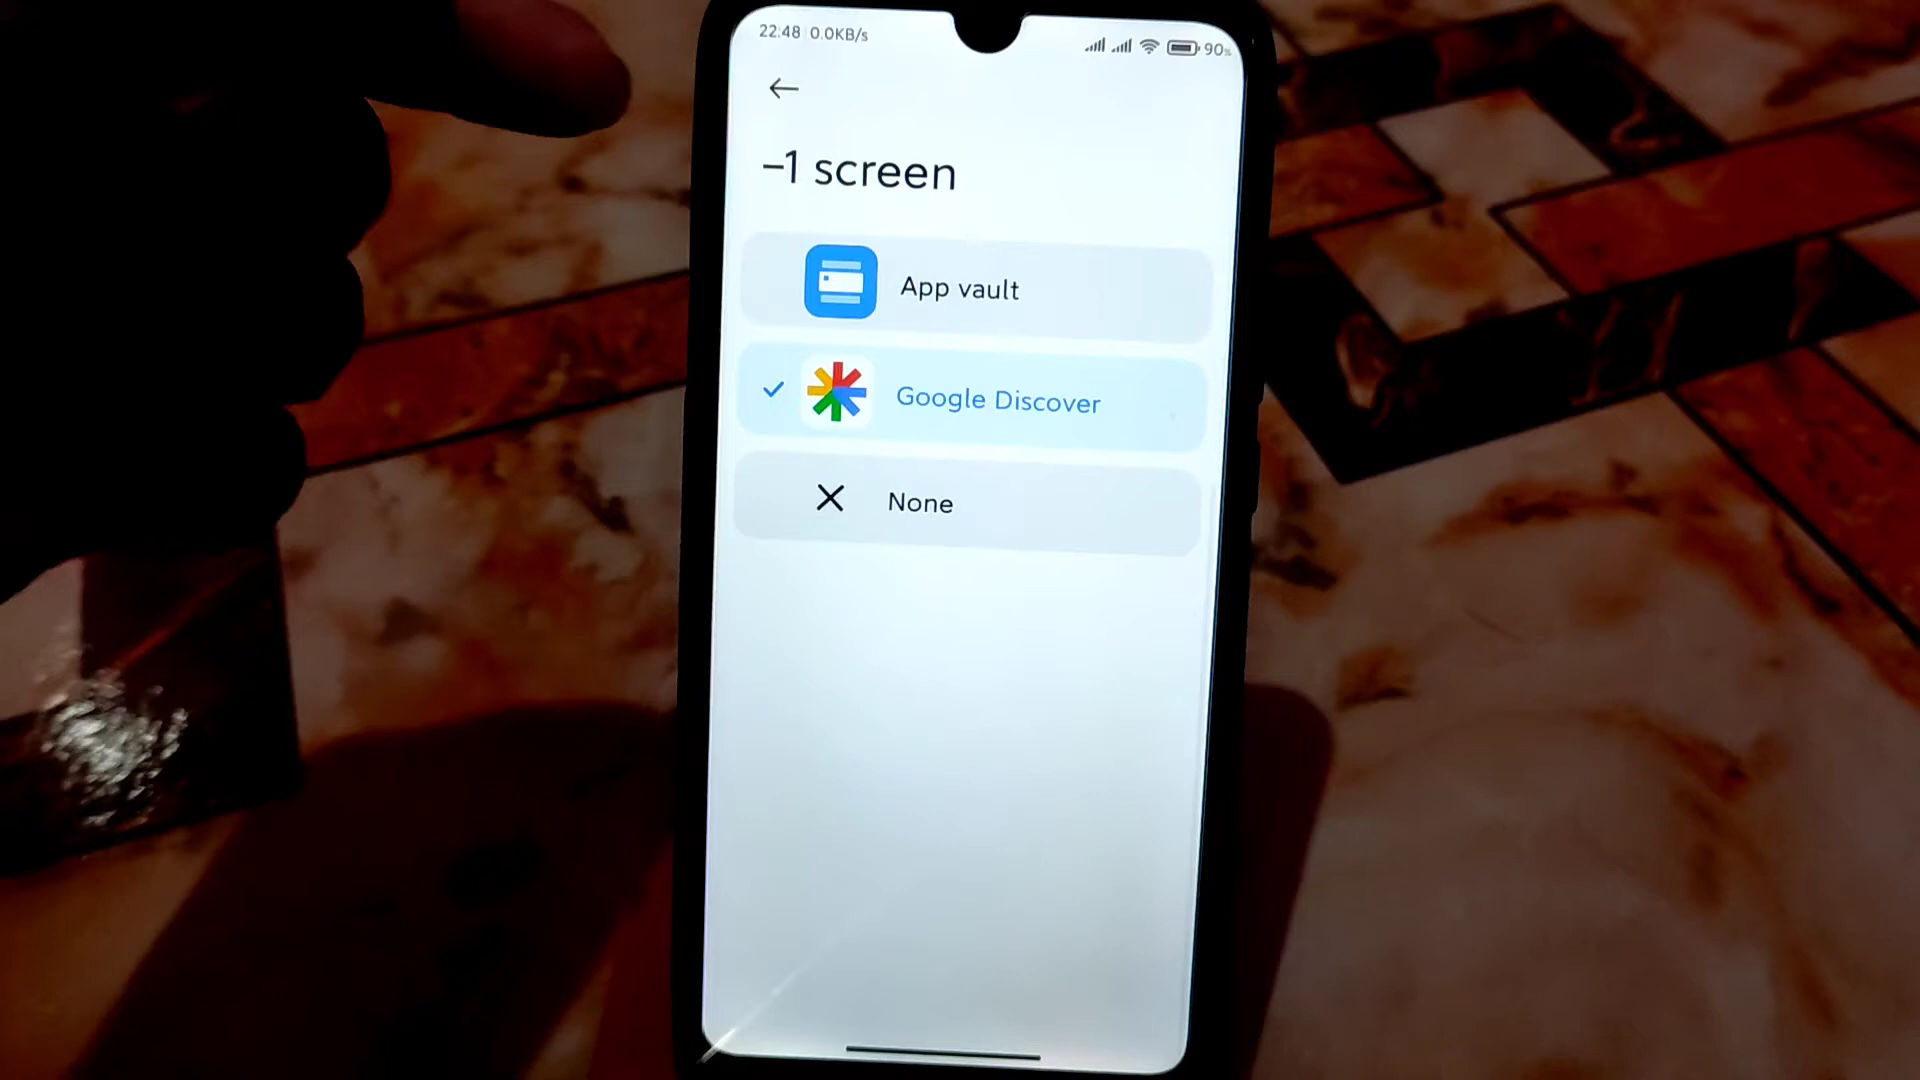 22:48 0.0KB/s 90%
−1 screen
App vault
Google Discover
None